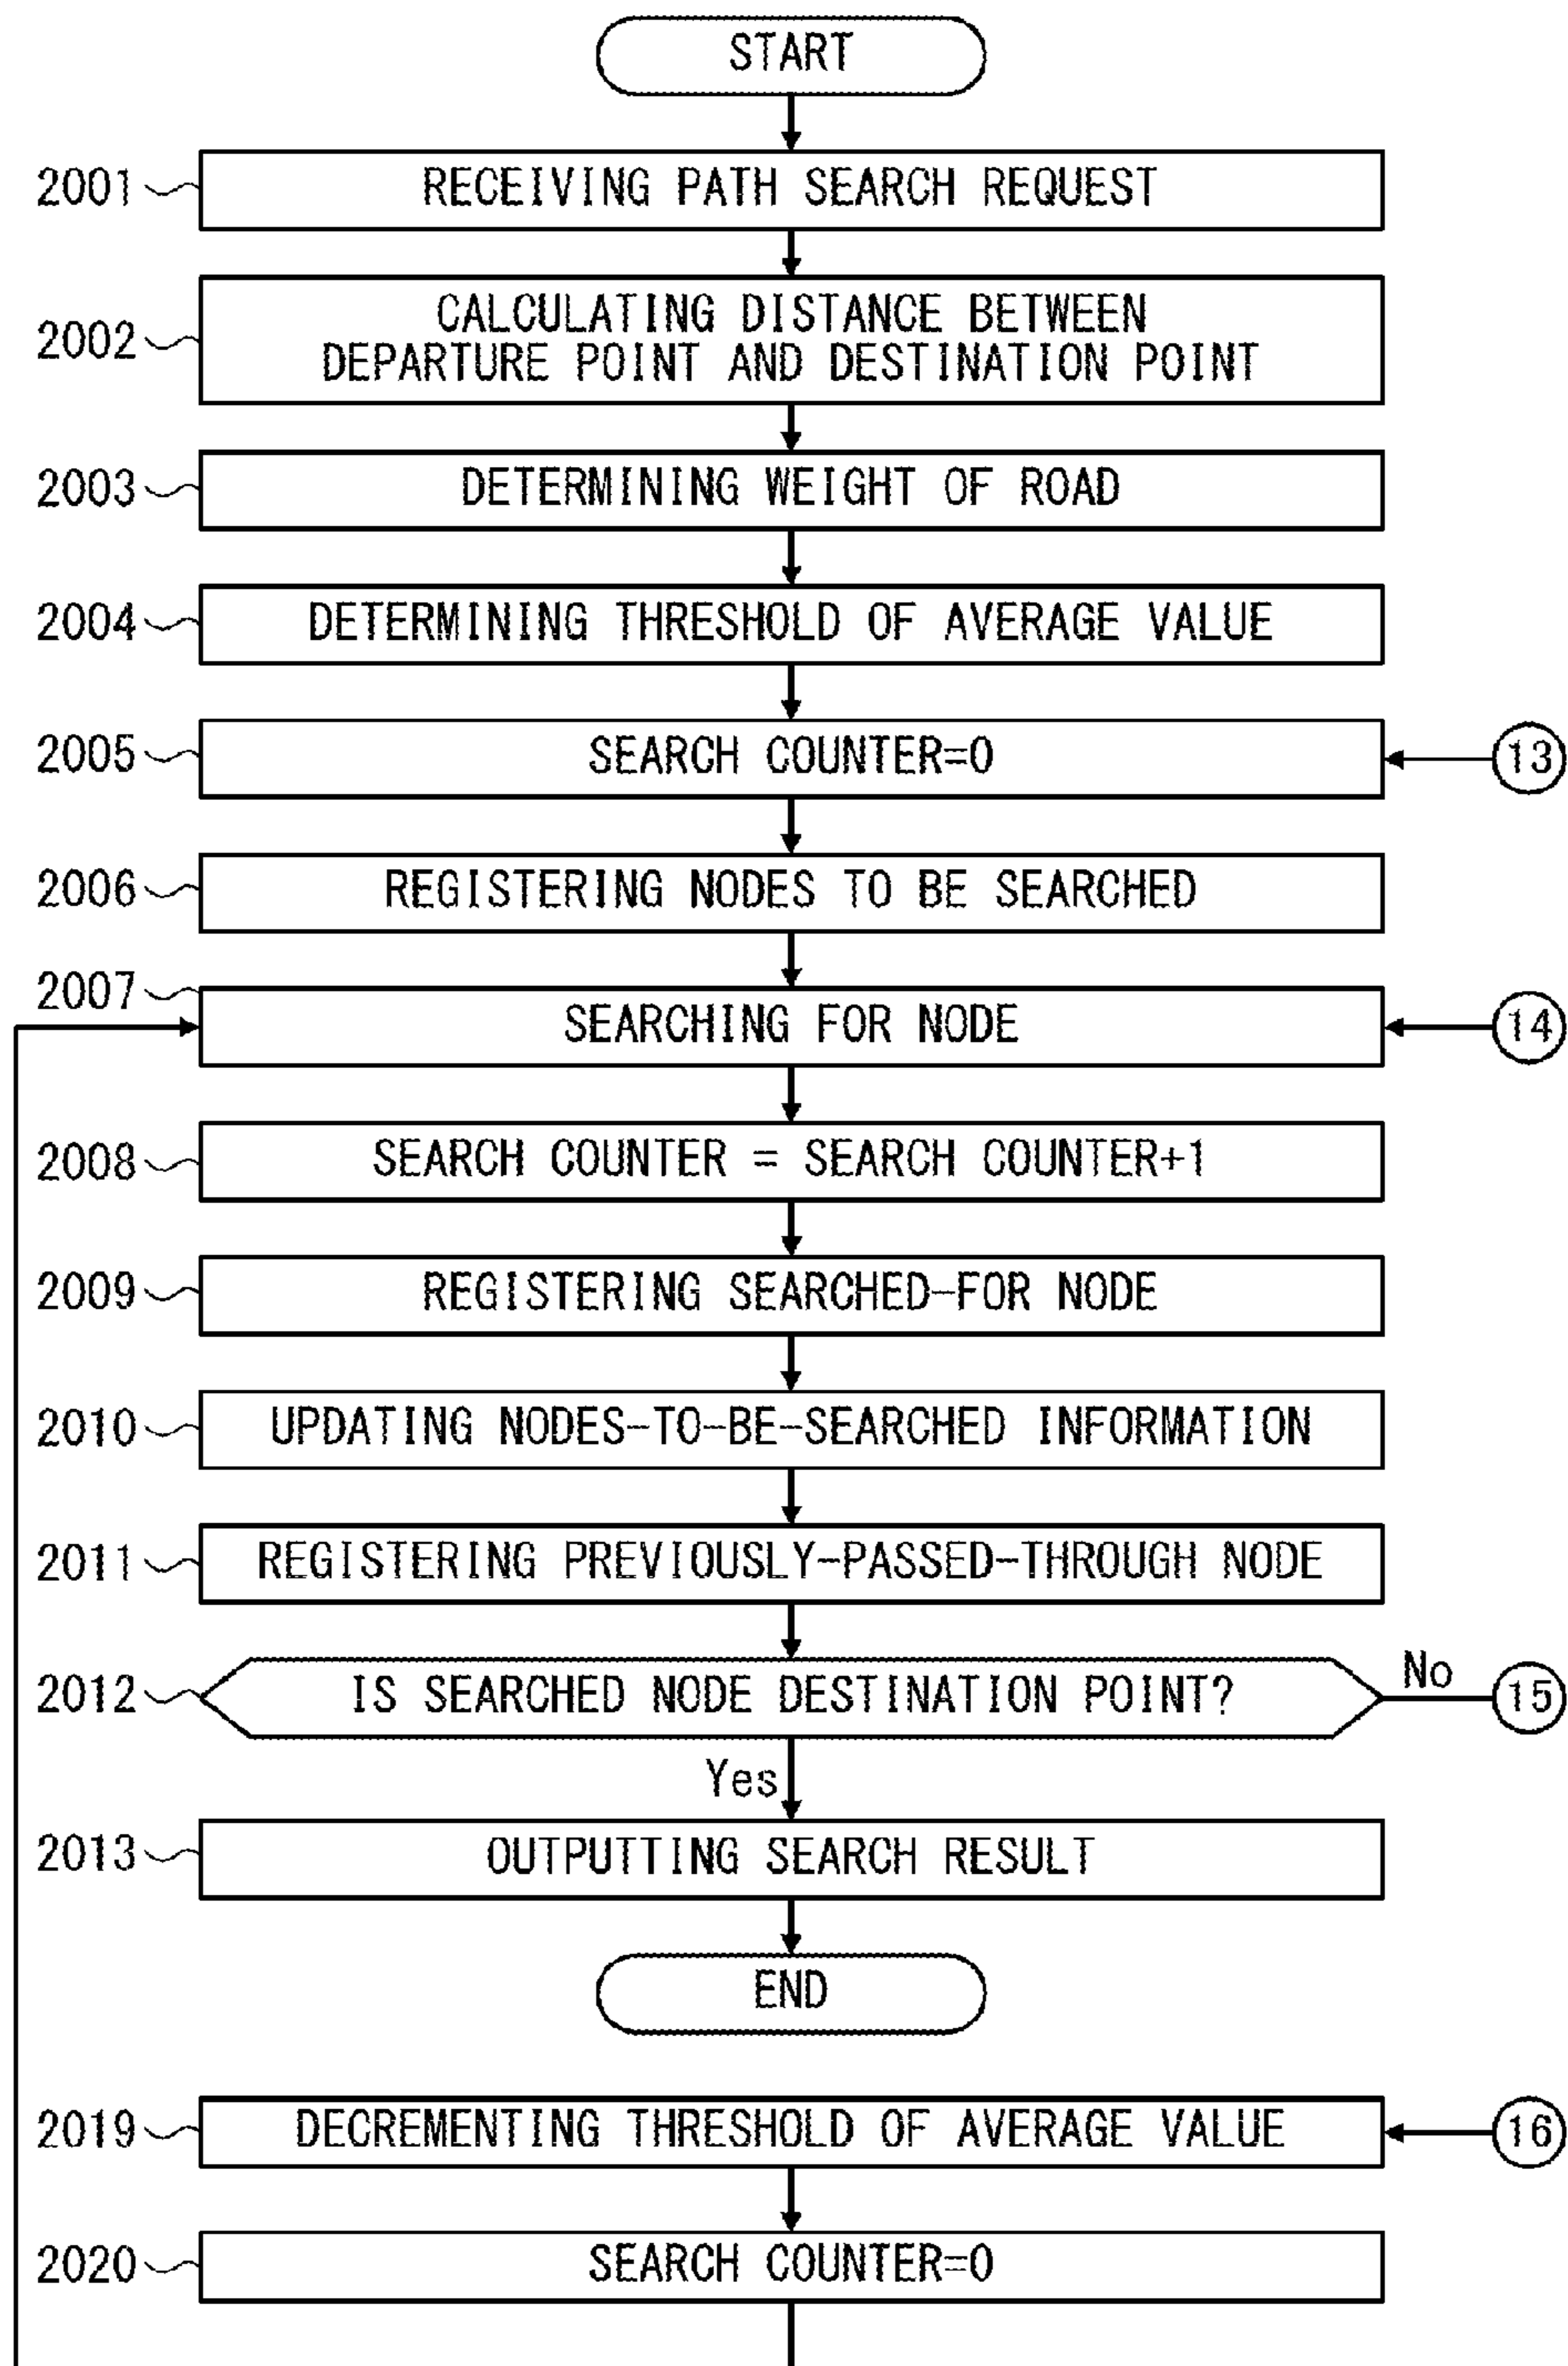 START
2001
RECEIVING PATH SEARCH REQUEST
2002
CALCULATING DISTANCE BETWEEN
DEPARTURE POINT AND DESTINATION POINT
2003
DETERMINING WEIGHT OF ROAD
2004
DETERMINING THRESHOLD OF AVERAGE VALUE
2005
SEARCH COUNTER=0
13
2006
REGISTERING NODES TO BE SEARCHED
2007
SEARCHING FOR NODE
14
2008
SEARCH COUNTER = SEARCH COUNTER+1
2009
REGISTERING SEARCHED-FOR NODE
2010
UPDATING NODES-TO-BE-SEARCHED INFORMATION
2011
REGISTERING PREVIOUSLY-PASSED-THROUGH NODE
2012
IS SEARCHED NODE DESTINATION POINT?
No
15
Yes
2013
OUTPUTTING SEARCH RESULT
END
2019
DECREMENTING THRESHOLD OF AVERAGE VALUE
16
2020
SEARCH COUNTER=0